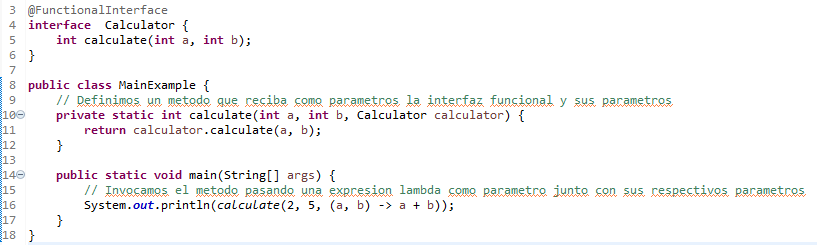 3 @FunctionalInterface
4 interface  Calculator {
5     int calculate(int a, int b);
6 }
7
8 public class MainExample {
9     // Definimos un metodo que reciba como parametros la interfaz funcional y sus parametros
10     private static int calculate(int a, int b, Calculator calculator) {
11         return calculator.calculate(a, b);
12     }
13
14     public static void main(String[] args) {
15         // Invocamos el metodo pasando una expresion lambda como parametro junto con sus respectivos parametros
16         System.out.println(calculate(2, 5, (a, b) -> a + b));
17     }
18 }